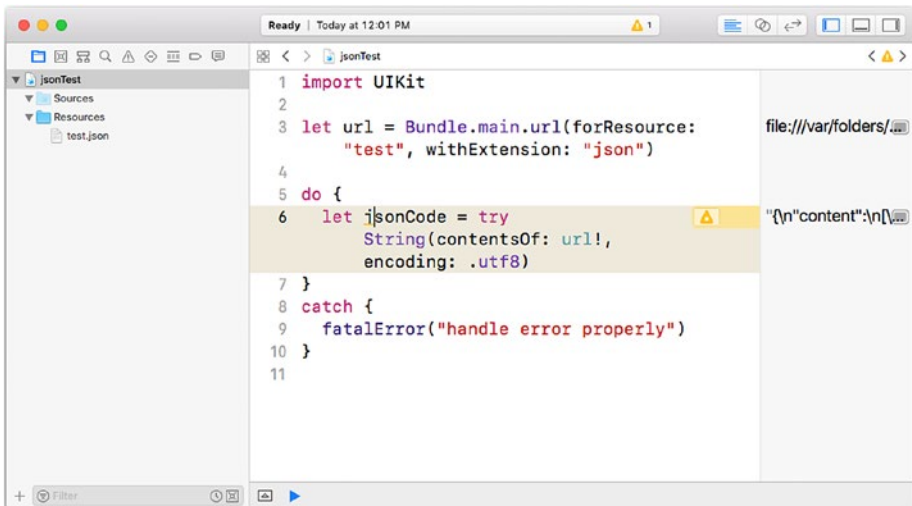 Ready | Today at 12:01 PM
1
jsonTest
jsonTest
Sources
Resources
test.json
1 import UIKit
2
3 let url = Bundle.main.url(forResource:
"test", withExtension: "json")
file:///var/folders/...
4
5 do {
6 let jsonCode = try
String(contentsOf: url!,
encoding: .utf8)
"{\n"content":\n[\...
7 }
8 catch {
9 fatalError("handle error properly")
10 }
11
Filter